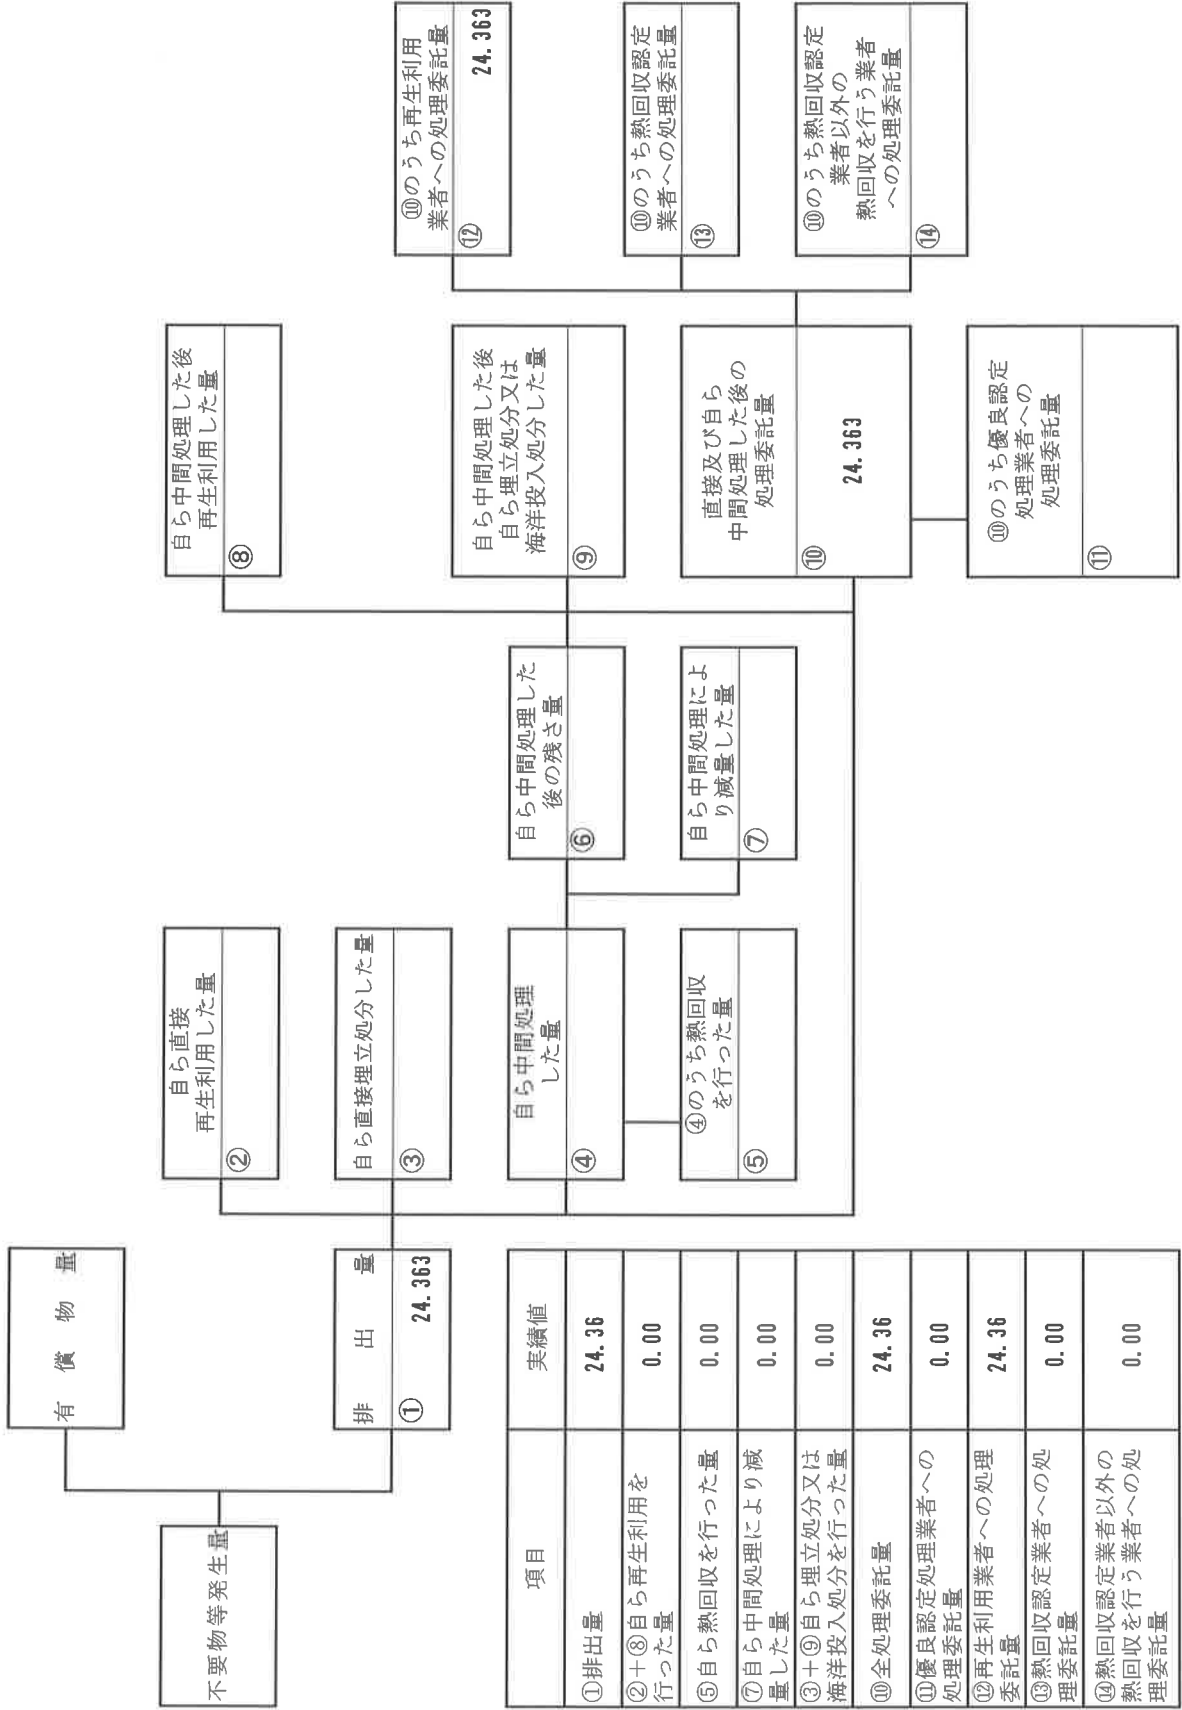 不要物等発生量
有償物量
排出量
①
24.363
自ら直接
再生利用した量
②
自ら直接埋立処分した量
③
自ら中間処理
した量
④
④のうち熱回収
を行った量
⑤
自ら中間処理した
後の残さ量
⑥
自ら中間処理によ
り減量した量
⑦
自ら中間処理した後
再生利用した量
⑧
自ら中間処理した後
自ら埋立処分又は
海洋投入処分した量
⑨
直接及び自ら
中間処理した後の
処理委託量
⑩
24.363
⑩のうち優良認定
処理業者への
処理委託量
⑪
⑩のうち再生利用
業者への処理委託量
⑫
24.363
⑩のうち熱回収認定
業者への処理委託量
⑬
⑩のうち熱回収認定
業者以外の
熱回収を行う業者
への処理委託量
⑭
項目 実績値
①排出量 24.36
②+⑧自ら再生利用を
行った量 0.00
⑤自ら熱回収を行った量 0.00
⑦自ら中間処理により減
量した量 0.00
③+⑨自ら埋立処分又は
海洋投入処分を行った量 0.00
⑩全処理委託量 24.36
⑪優良認定処理業者への
処理委託量 0.00
⑫再生利用業者への処理
委託量 24.36
⑬熱回収認定業者への処
理委託量 0.00
⑭熱回収認定業者以外の
熱回収を行う業者への処
理委託量 0.00